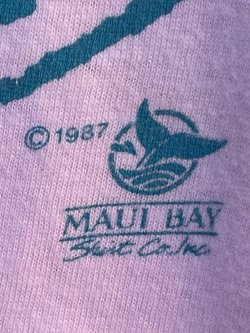 © 1987
MAUI BAY
Shirt Co., Inc.